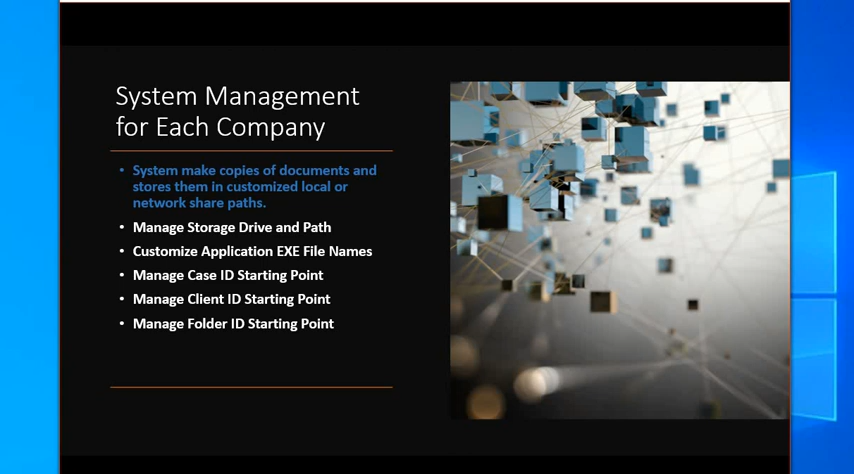 System Management
for Each Company
• System make copies of documents and
stores them in customized local or
network share paths.
• Manage Storage Drive and Path
• Customize Application EXE File Names
• Manage Case ID Starting Point
• Manage Client ID Starting Point
• Manage Folder ID Starting Point